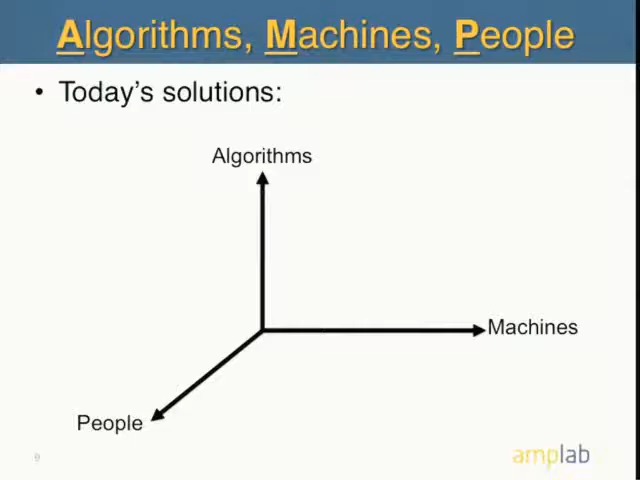 Algorithms, Machines, People
• Today's solutions:
Algorithms
Machines
People
amplab